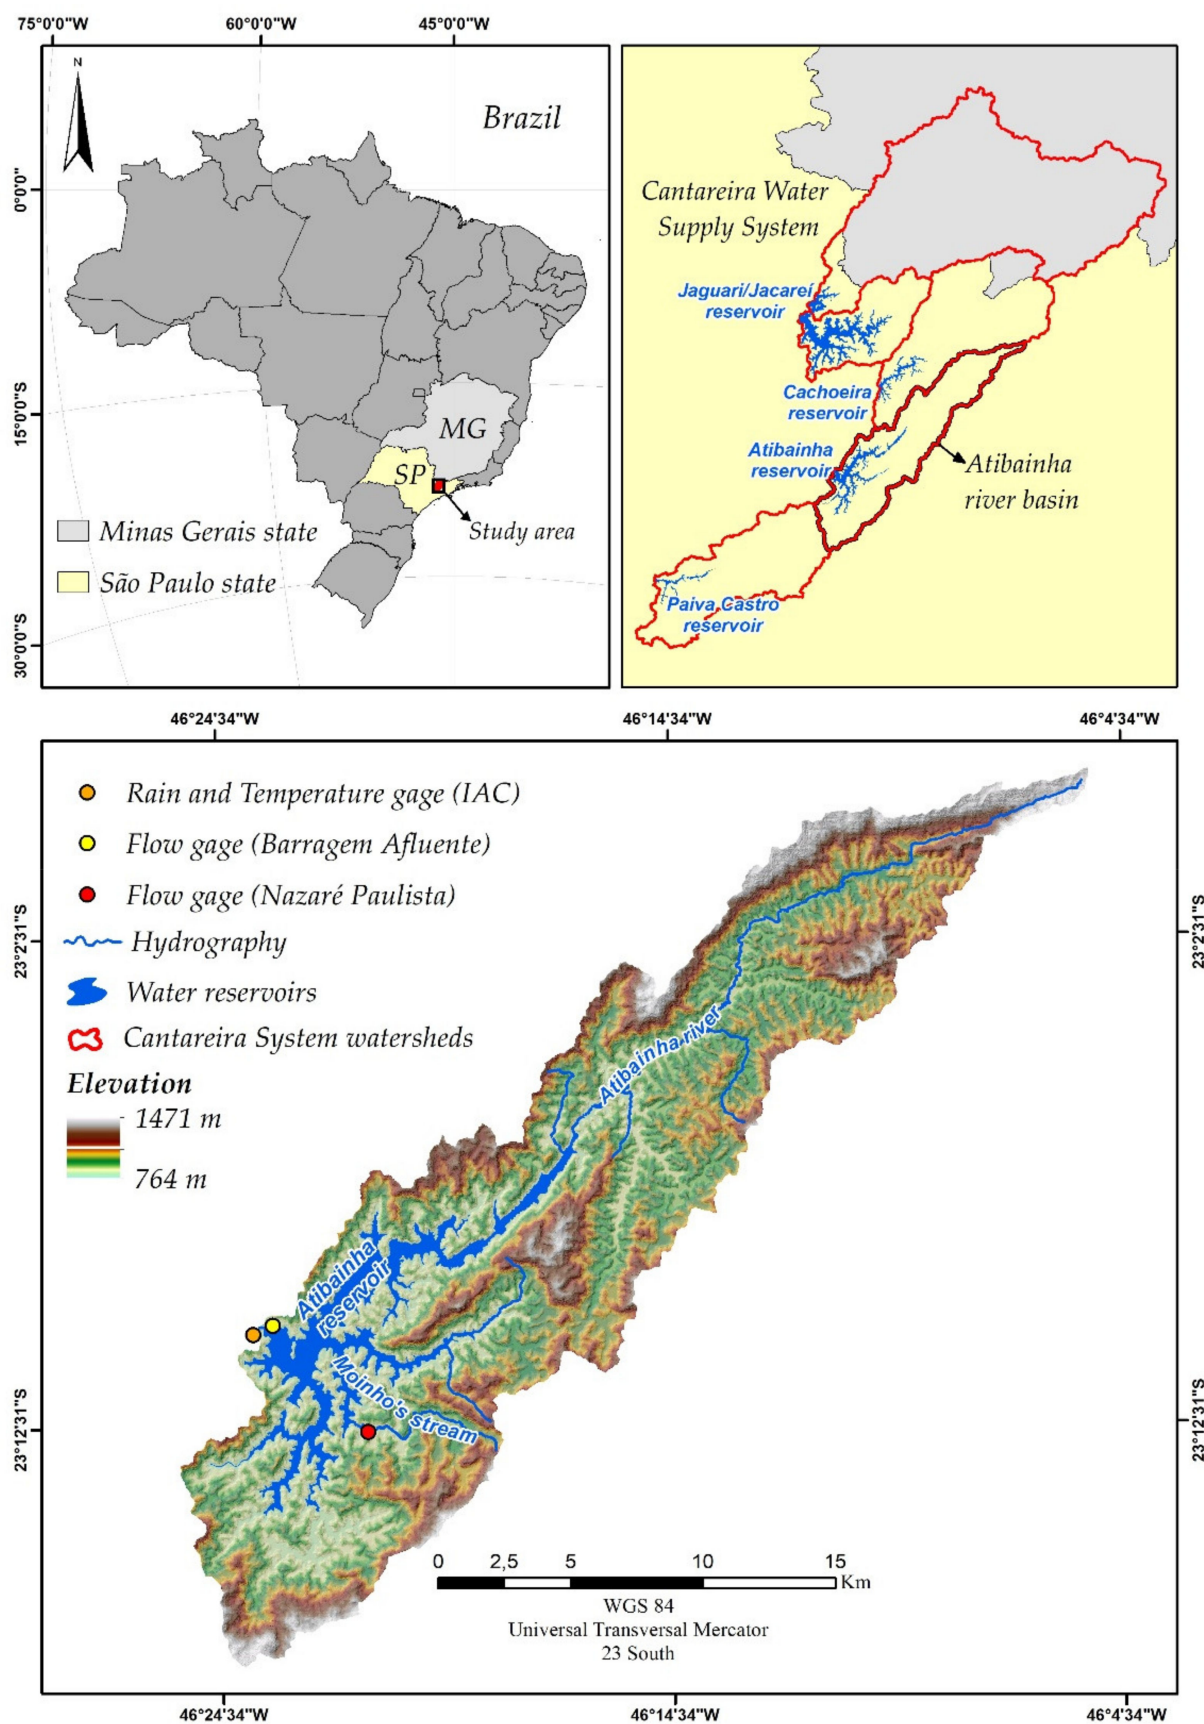 75°0'0"W
60°0'0"W
45°0'0"W
N
Brazil
0°0'0"
15°0'0"S
30°0'0"S
MG
SP
Study area
Minas Gerais state
São Paulo state
Cantareira Water
Supply System
Jaguari/Jacareí
reservoir
Cachoeira
reservoir
Atibainha
reservoir
Atibainha
river basin
Paiva Castro
reservoir
46°24'34"W
46°14'34"W
46°4'34"W
Rain and Temperature gage (IAC)
Flow gage (Barragem Afluente)
Flow gage (Nazaré Paulista)
Hydrography
Water reservoirs
Cantareira System watersheds
Elevation
1471 m
764 m
23°2'31"S
23°2'31"S
Atibainha river
Atibainha
reservoir
Moinho's stream
23°12'31"S
23°12'31"S
0 2,5 5 10 15
Km
WGS 84
Universal Transversal Mercator
23 South
46°24'34"W
46°14'34"W
46°4'34"W